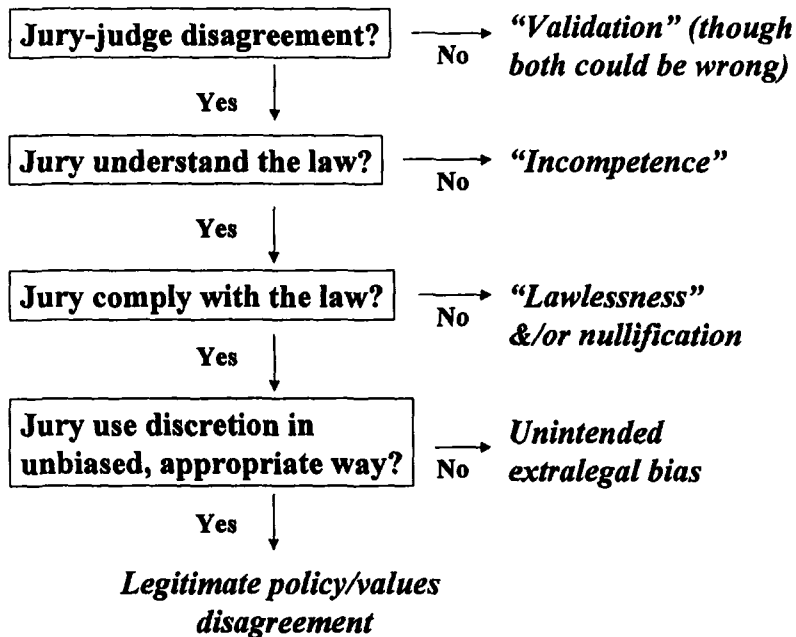 Jury-judge disagreement?
No
“Validation” (though
both could be wrong)
Yes
Jury understand the law?
No
“Incompetence”
Yes
Jury comply with the law?
No
“Lawlessness”
&/or nullification
Yes
Jury use discretion in
unbiased, appropriate way?
No
Unintended
extralegal bias
Yes
Legitimate policy/values
disagreement